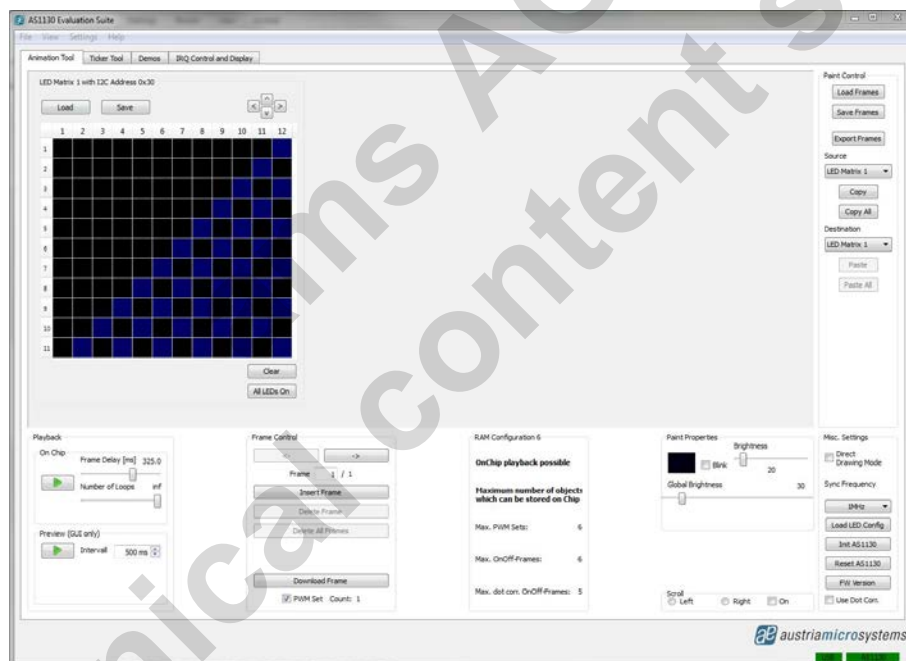 AS1130 Evaluation Suite
File View Settings Help
Animation Tool Ticker Tool Demos IRQ Control and Display
LED Matrix 1 with I2C Address 0x30
Load Save < ^ v >
1 2 3 4 5 6 7 8 9 10 11 12
1
2
3
4
5
6
7
8
9
10
11
Clear
All LEDs On
Paint Control
Load Frames
Save Frames
Export Frames
Source
LED Matrix 1
Copy
Copy All
Destination
LED Matrix 1
Paste
Paste All
Playback
On Chip
Frame Delay [ms] 325.0
Number of Loops inf
Preview (GUI only)
Intervall 500 ms
Frame Control
<- ->
Frame 1 / 1
Insert Frame
Delete Frame
Delete All Frames
Download Frame
PWM Set Count: 1
RAM Configuration 6
OnChip playback possible
Maximum number of objects
which can be stored on Chip
Max. PWM Sets: 6
Max. OnOff-Frames: 6
Max. dot corr. OnOff-Frames: 5
Paint Properties
Blink Brightness
20
Global Brightness 30
Scroll
Left Right On
Misc. Settings
Direct
Drawing Mode
Sync Frequency
1MHz
Load LED Config
Init AS1130
Reset AS1130
FW Version
Use Dot Corr.
austriamicrosystems
USB AS1130
ams A
content s
nical